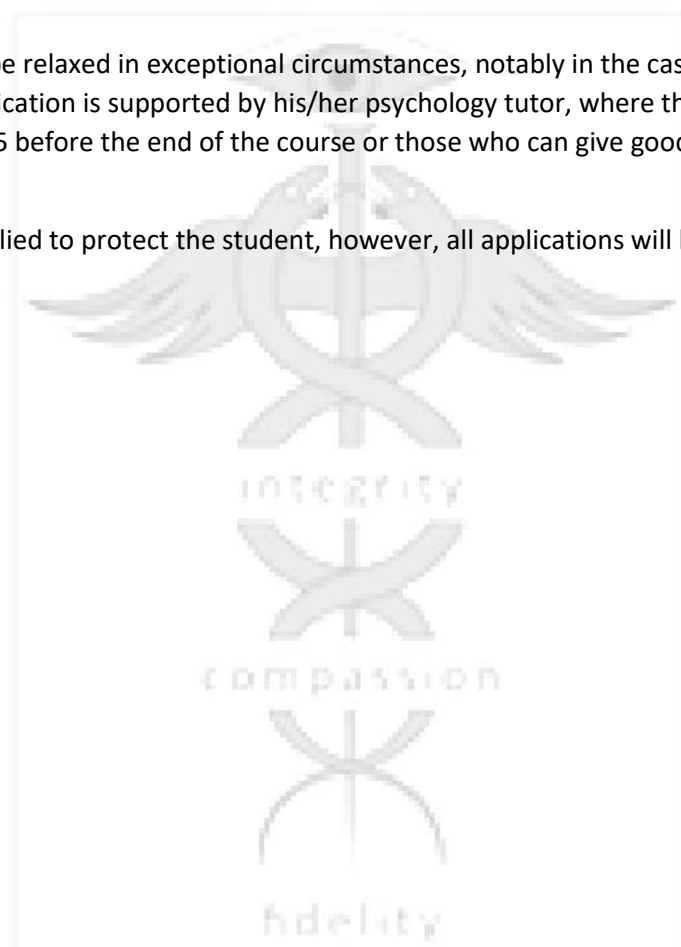 be relaxed in exceptional circumstances, notably in the cas
ication is supported by his/her psychology tutor, where th
5 before the end of the course or those who can give good
lied to protect the student, however, all applications will
integrity
compassion
fidelity